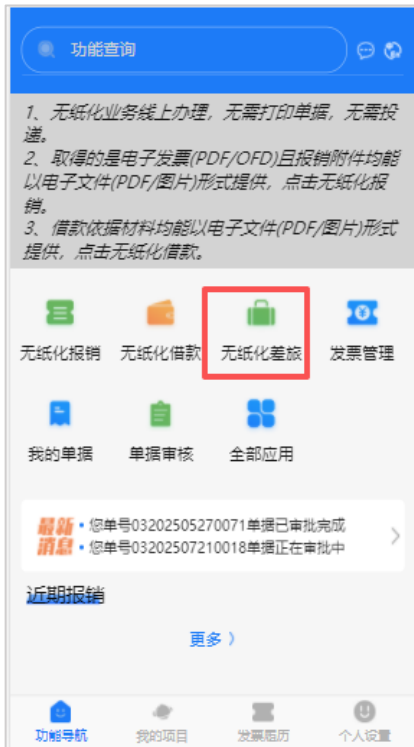 功能查询
1、无纸化业务线上办理，无需打印单据，无需投
递。
2、取得的是电子发票(PDF/OFD)且报销附件均能
以电子文件(PDF/图片)形式提供，点击无纸化报
销。
3、借款依据材料均能以电子文件(PDF/图片)形式
提供，点击无纸化借款。
无纸化报销 无纸化借款 无纸化差旅 发票管理
我的单据 单据审核 全部应用
最新 • 您单号03202505270071单据已审批完成
消息 • 您单号03202507210018单据正在审批中
近期报销
更多 》
功能导航 我的项目 发票履历 个人设置